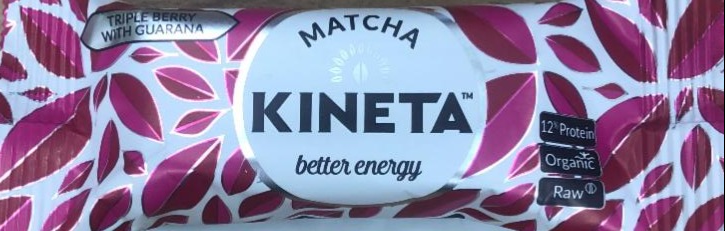 TRIPLE BERRY
WITH GUARANA
MATCHA
KINETA™
better energy
12% Protein
Organic
Raw